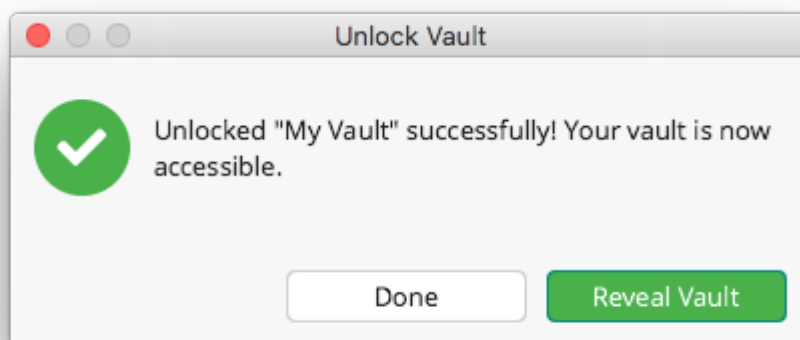 Unlock Vault
Unlocked "My Vault" successfully! Your vault is now
accessible.
Done
Reveal Vault